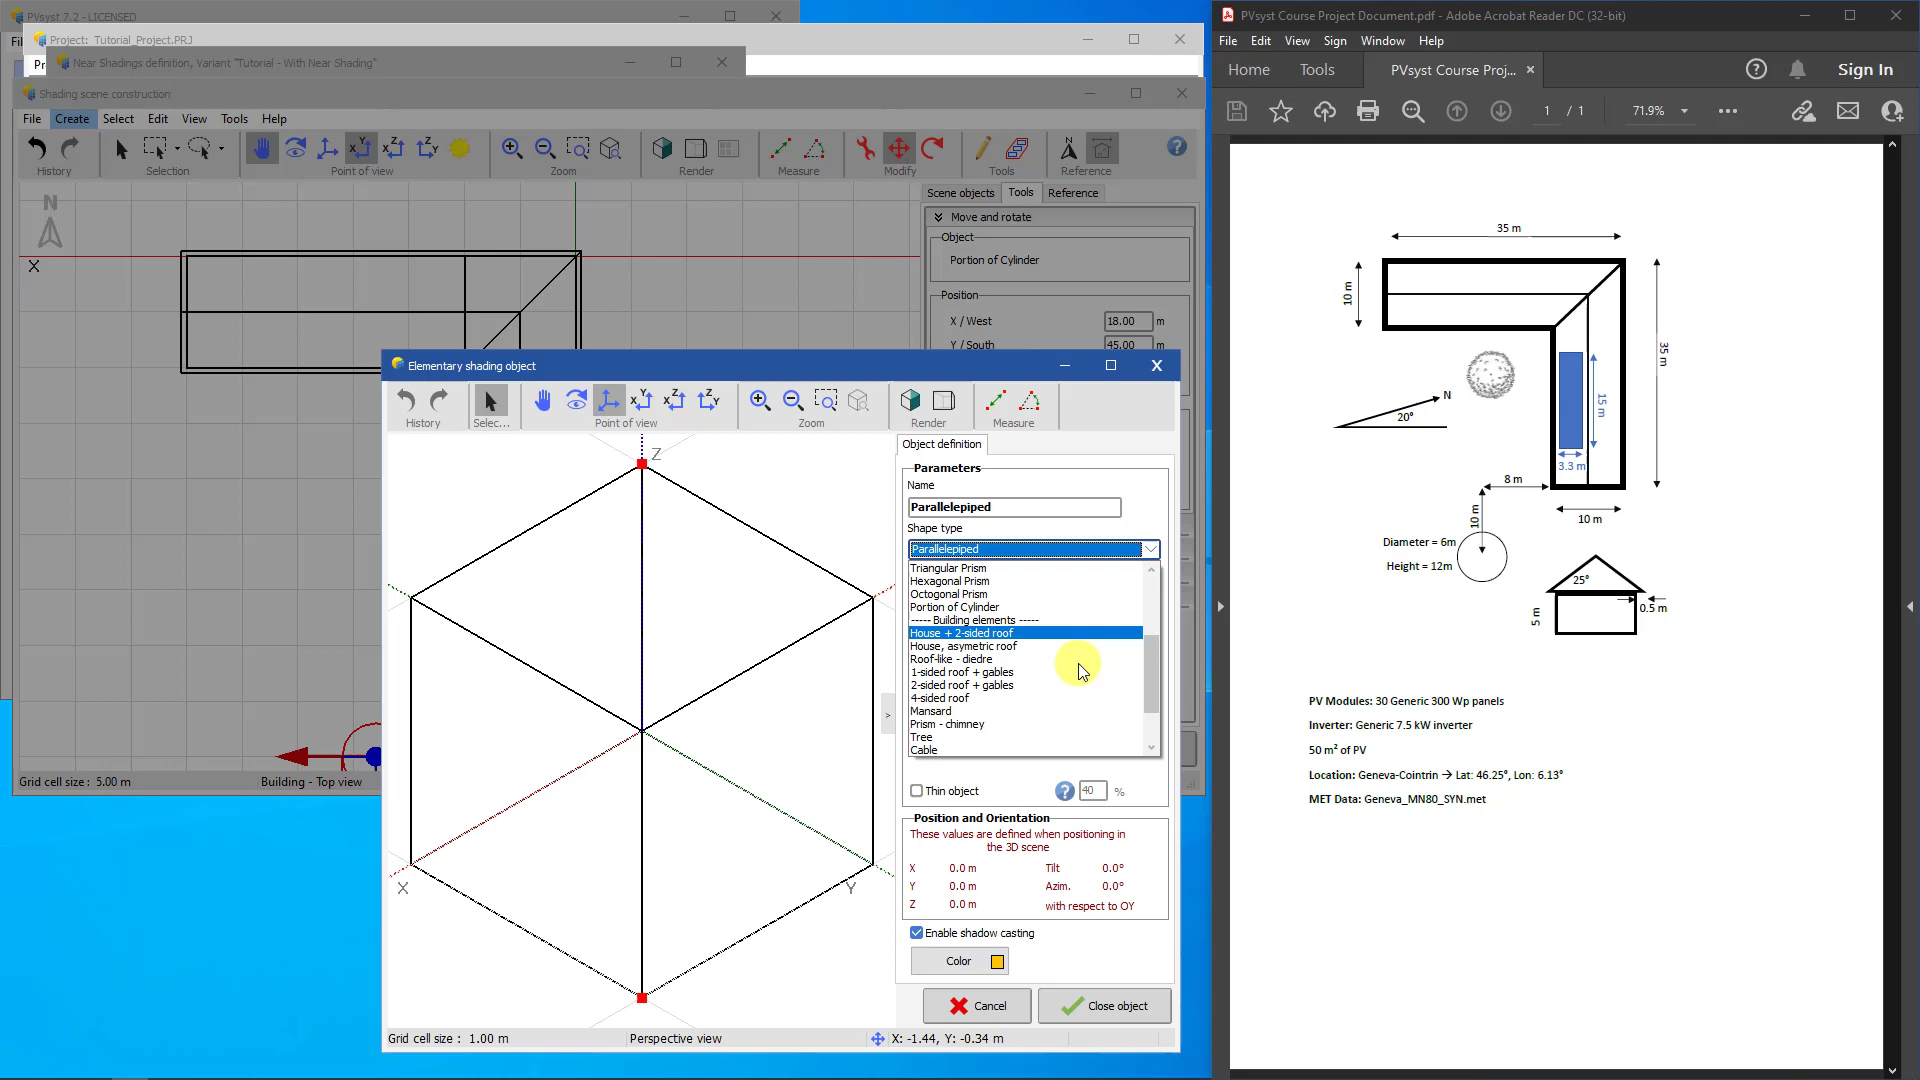 PVsyst 7.2 - LICENSED
Project: Tutorial_Project.PRJ
Near Shadings definition, Variant "Tutorial - With Near Shading"
Shading scene construction
File Create Select Edit View Tools Help
History Selection Point of view Zoom Render Measure Modify Tools Reference
Scene objects Tools Reference
Move and rotate
Object
Portion of Cylinder
Position
X / West 18.00 m
Y / South 45.00 m
N
X
Grid cell size : 5.00 m Building - Top view
Elementary shading object
History Selec... Point of view Zoom Render Measure
Z
X
Y
Object definition
Parameters
Name
Parallelepiped
Shape type
Parallelepiped
Triangular Prism
Hexagonal Prism
Octogonal Prism
Portion of Cylinder
----- Building elements -----
House + 2-sided roof
House, asymetric roof
Roof-like - diedre
1-sided roof + gables
2-sided roof + gables
4-sided roof
Mansard
Prism - chimney
Tree
Cable
Thin object 40 %
Position and Orientation
These values are defined when positioning in
the 3D scene
X 0.0 m Tilt 0.0°
Y 0.0 m Azim. 0.0°
Z 0.0 m with respect to OY
Enable shadow casting
Color
Cancel Close object
Grid cell size : 1.00 m Perspective view X: -1.44, Y: -0.34 m
PVsyst Course Project Document.pdf - Adobe Acrobat Reader DC (32-bit)
File Edit View Sign Window Help
Home Tools PVsyst Course Proj... Sign In
1 / 1 71.9%
35 m
10 m
35 m
N
20°
15 m
3.3 m
8 m
10 m
10 m
Diameter = 6m
Height = 12m
25°
0.5 m
5 m
PV Modules: 30 Generic 300 Wp panels
Inverter: Generic 7.5 kW inverter
50 m² of PV
Location: Geneva-Cointrin → Lat: 46.25°, Lon: 6.13°
MET Data: Geneva_MN80_SYN.met